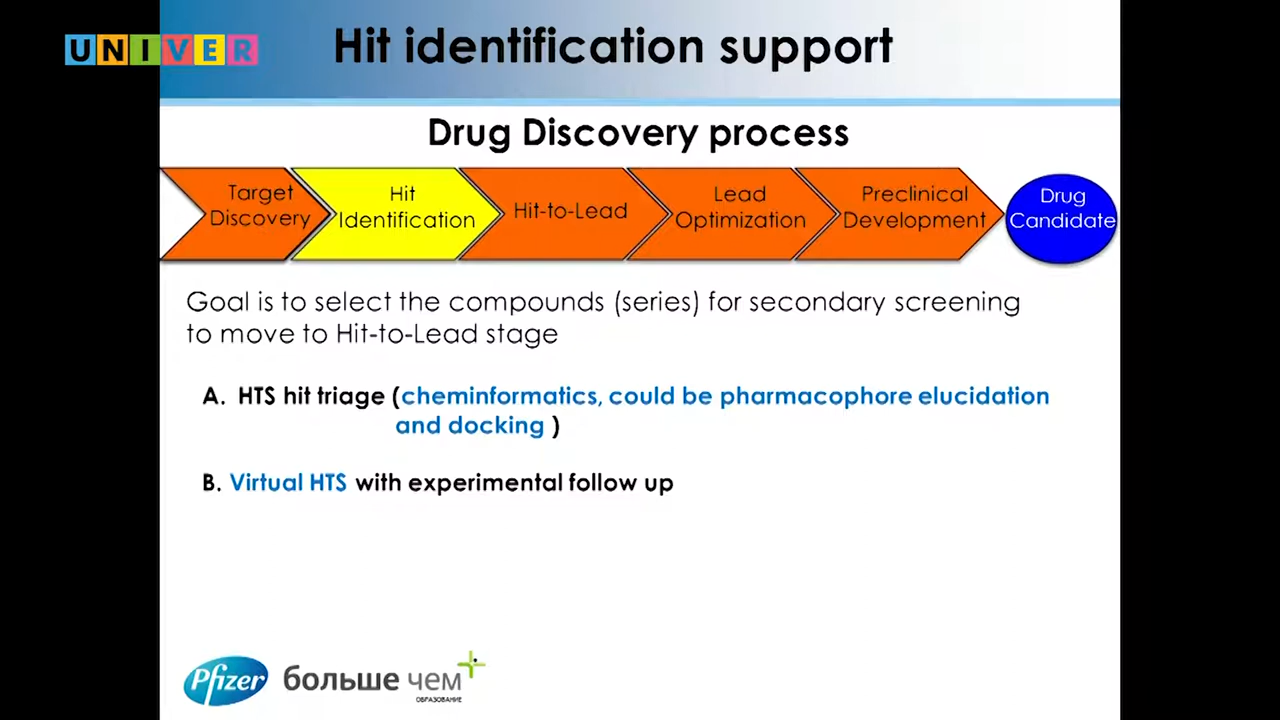 UNIVER
Hit identification support
Drug Discovery process
Target
Discovery
Hit
Identification
Hit-to-Lead
Lead
Optimization
Preclinical
Development
Drug
Candidate
Goal is to select the compounds (series) for secondary screening
to move to Hit-to-Lead stage
A. HTS hit triage (cheminformatics, could be pharmacophore elucidation
and docking )
B. Virtual HTS with experimental follow up
Pfizer
больше чем
ОБРАЗОВАНИЕ